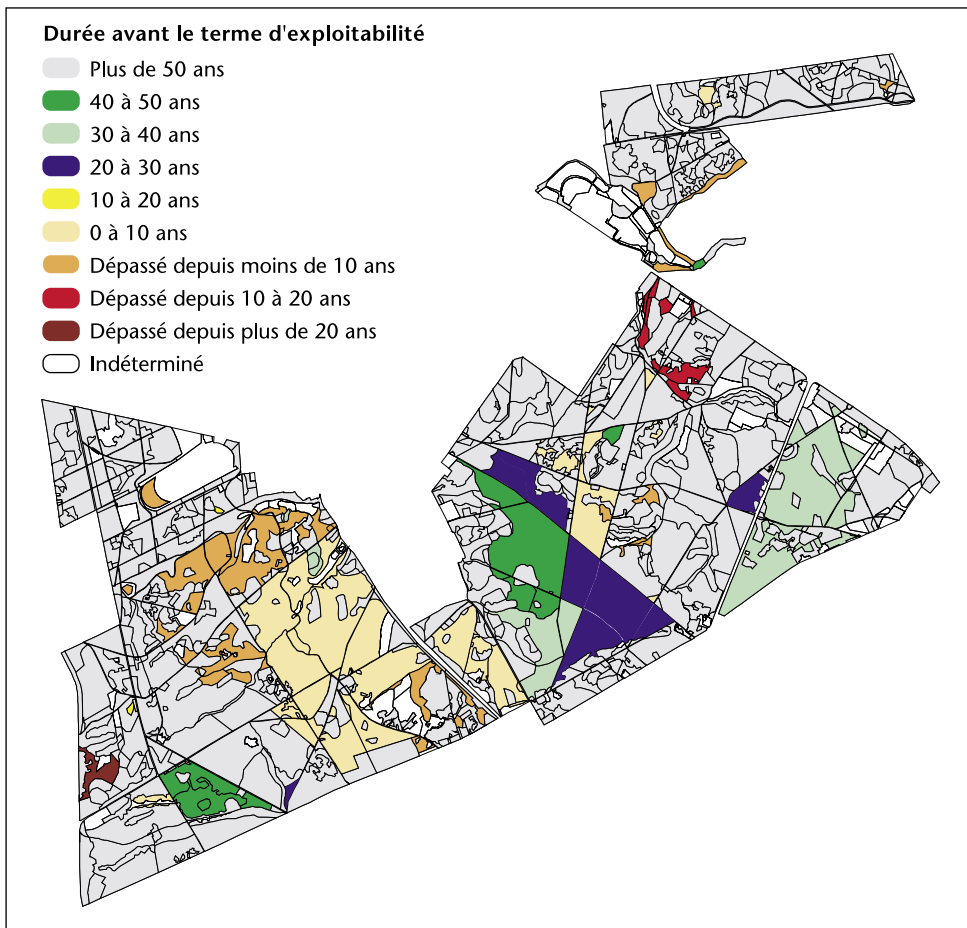 Durée avant le terme d'exploitabilité
Plus de 50 ans
40 à 50 ans
30 à 40 ans
20 à 30 ans
10 à 20 ans
0 à 10 ans
Dépassé depuis moins de 10 ans
Dépassé depuis 10 à 20 ans
Dépassé depuis plus de 20 ans
Indéterminé